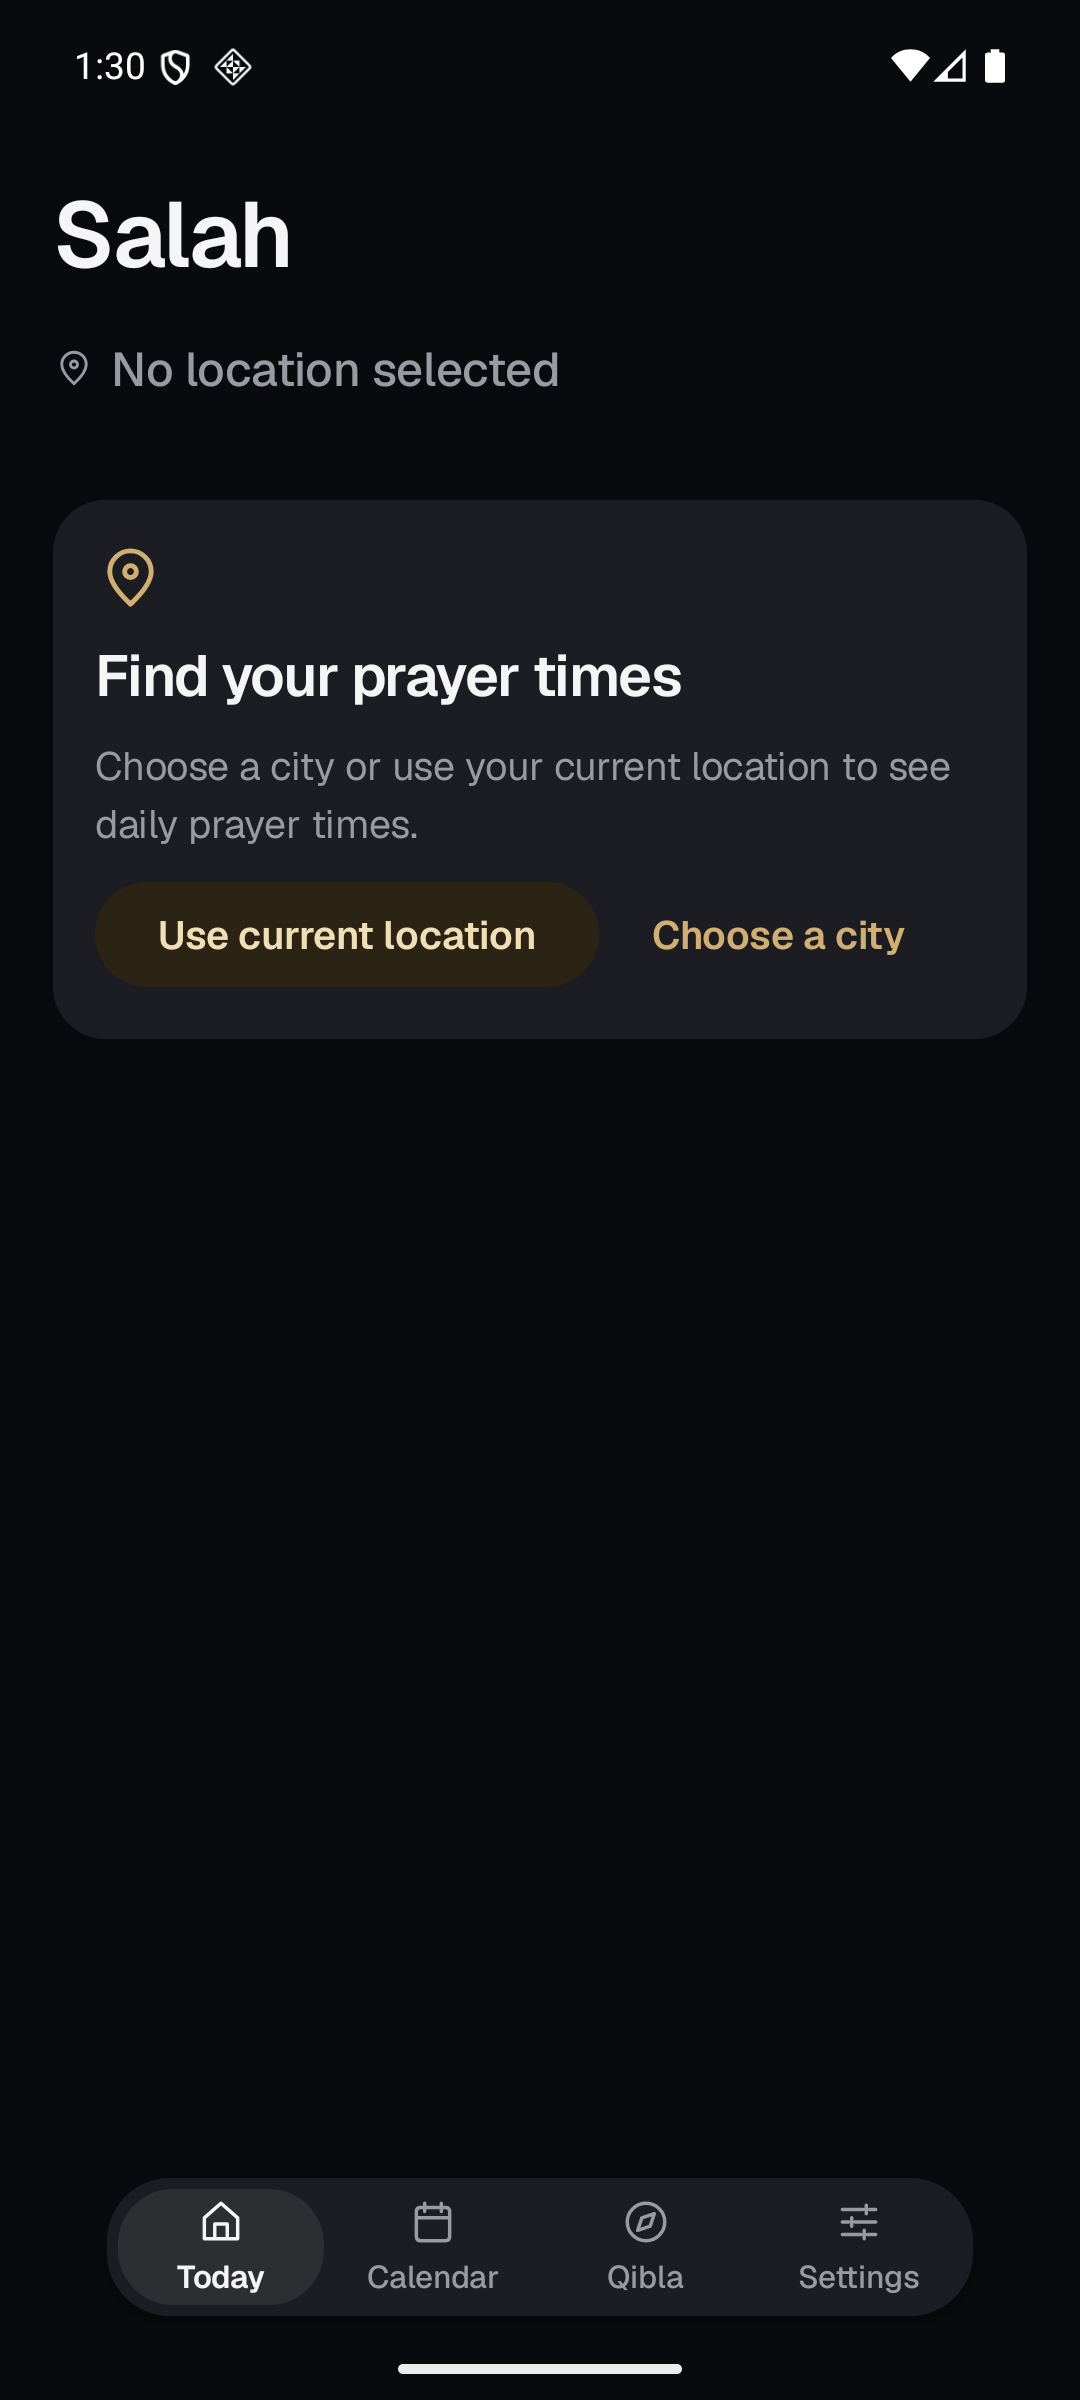 1:30
Salah
No location selected
Find your prayer times
Choose a city or use your current location to see
daily prayer times.
Use current location
Choose a city
Today
Calendar
Qibla
Settings